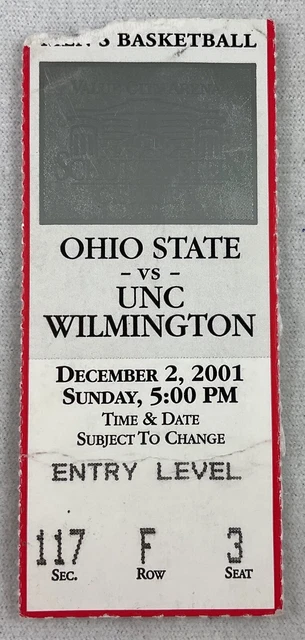 MEN'S BASKETBALL
OHIO STATE
- VS -
UNC
WILMINGTON
DECEMBER 2, 2001
SUNDAY, 5:00 PM
TIME & DATE
SUBJECT TO CHANGE
ENTRY LEVEL
117 F 3
SEC. ROW SEAT